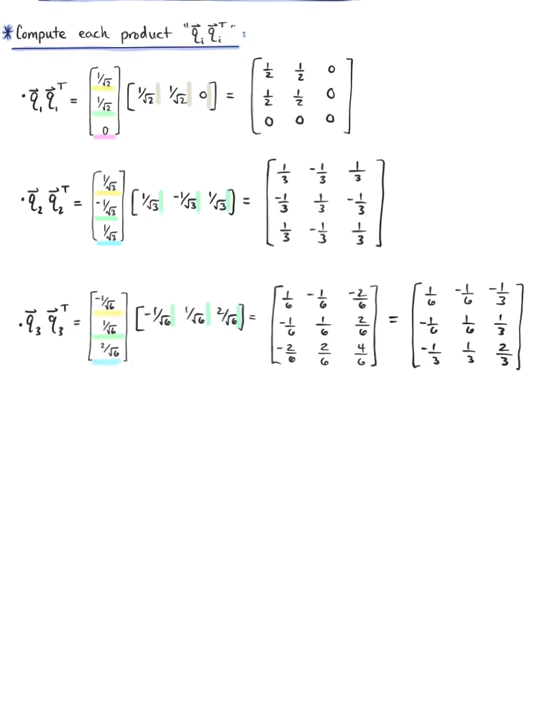 * Compute each product "q⃗ᵢ q⃗ᵢᵀ" :
· q⃗₁ q⃗₁ᵀ = [1/√2; 1/√2; 0] [1/√2 1/√2 0] = [1/2 1/2 0; 1/2 1/2 0; 0 0 0]
· q⃗₂ q⃗₂ᵀ = [1/√3; -1/√3; 1/√3] [1/√3 -1/√3 1/√3] = [1/3 -1/3 1/3; -1/3 1/3 -1/3; 1/3 -1/3 1/3]
· q⃗₃ q⃗₃ᵀ = [-1/√6; 1/√6; 2/√6] [-1/√6 1/√6 2/√6] = [1/6 -1/6 -2/6; -1/6 1/6 2/6; -2/6 2/6 4/6] = [1/6 -1/6 -1/3; -1/6 1/6 1/3; -1/3 1/3 2/3]